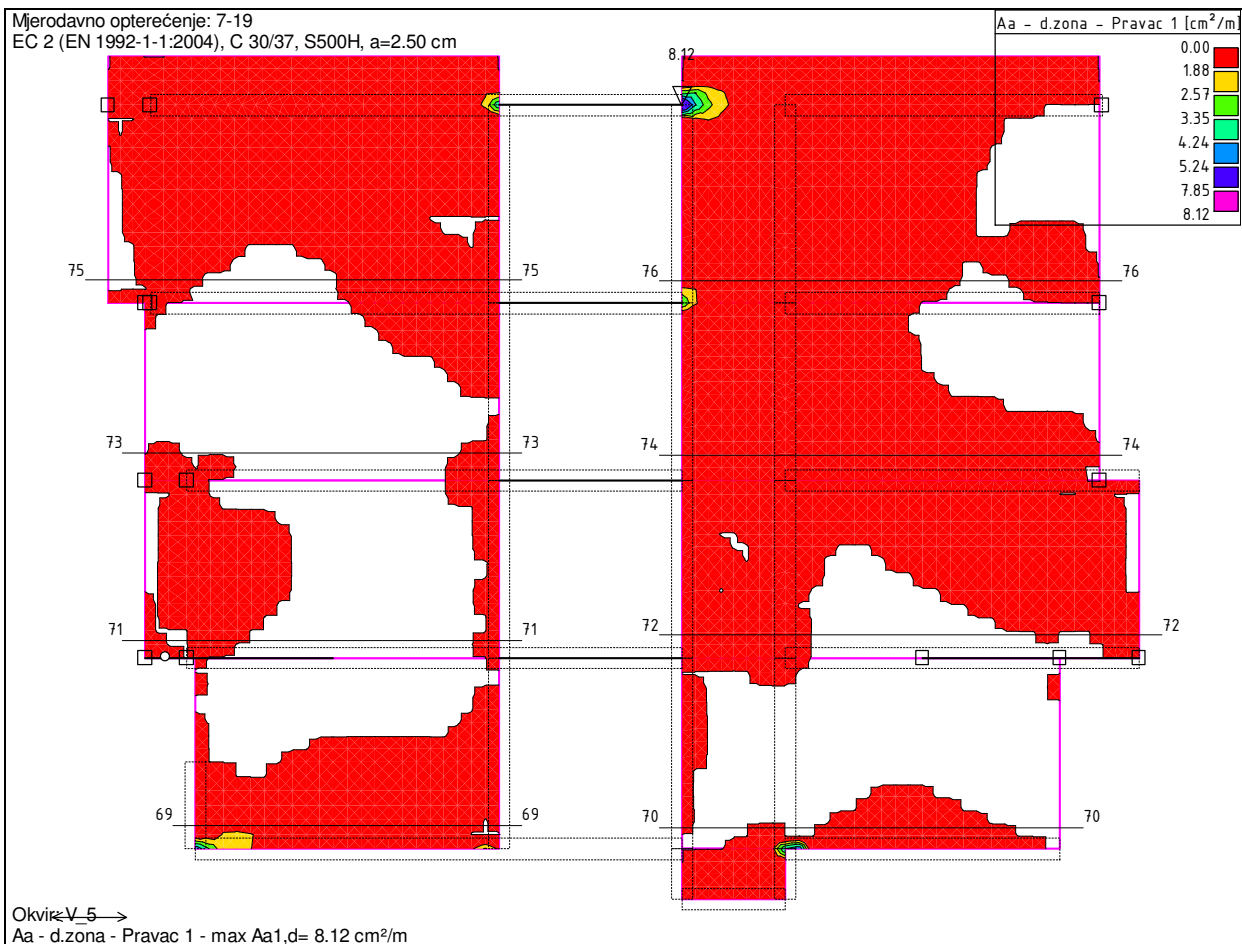 Mjerodavno opterećenje: 7-19
EC 2 (EN 1992-1-1:2004), C 30/37, S500H, a=2.50 cm
Aa - d.zona - Pravac 1 [cm²/m]
0.00
1.88
2.57
3.35
4.24
5.24
7.85
8.12
8.12
75 75 76 76
73 73 74 74
71 71 72 72
69 69 70 70
Okvir: V_5
Aa - d.zona - Pravac 1 - max Aa1,d= 8.12 cm²/m